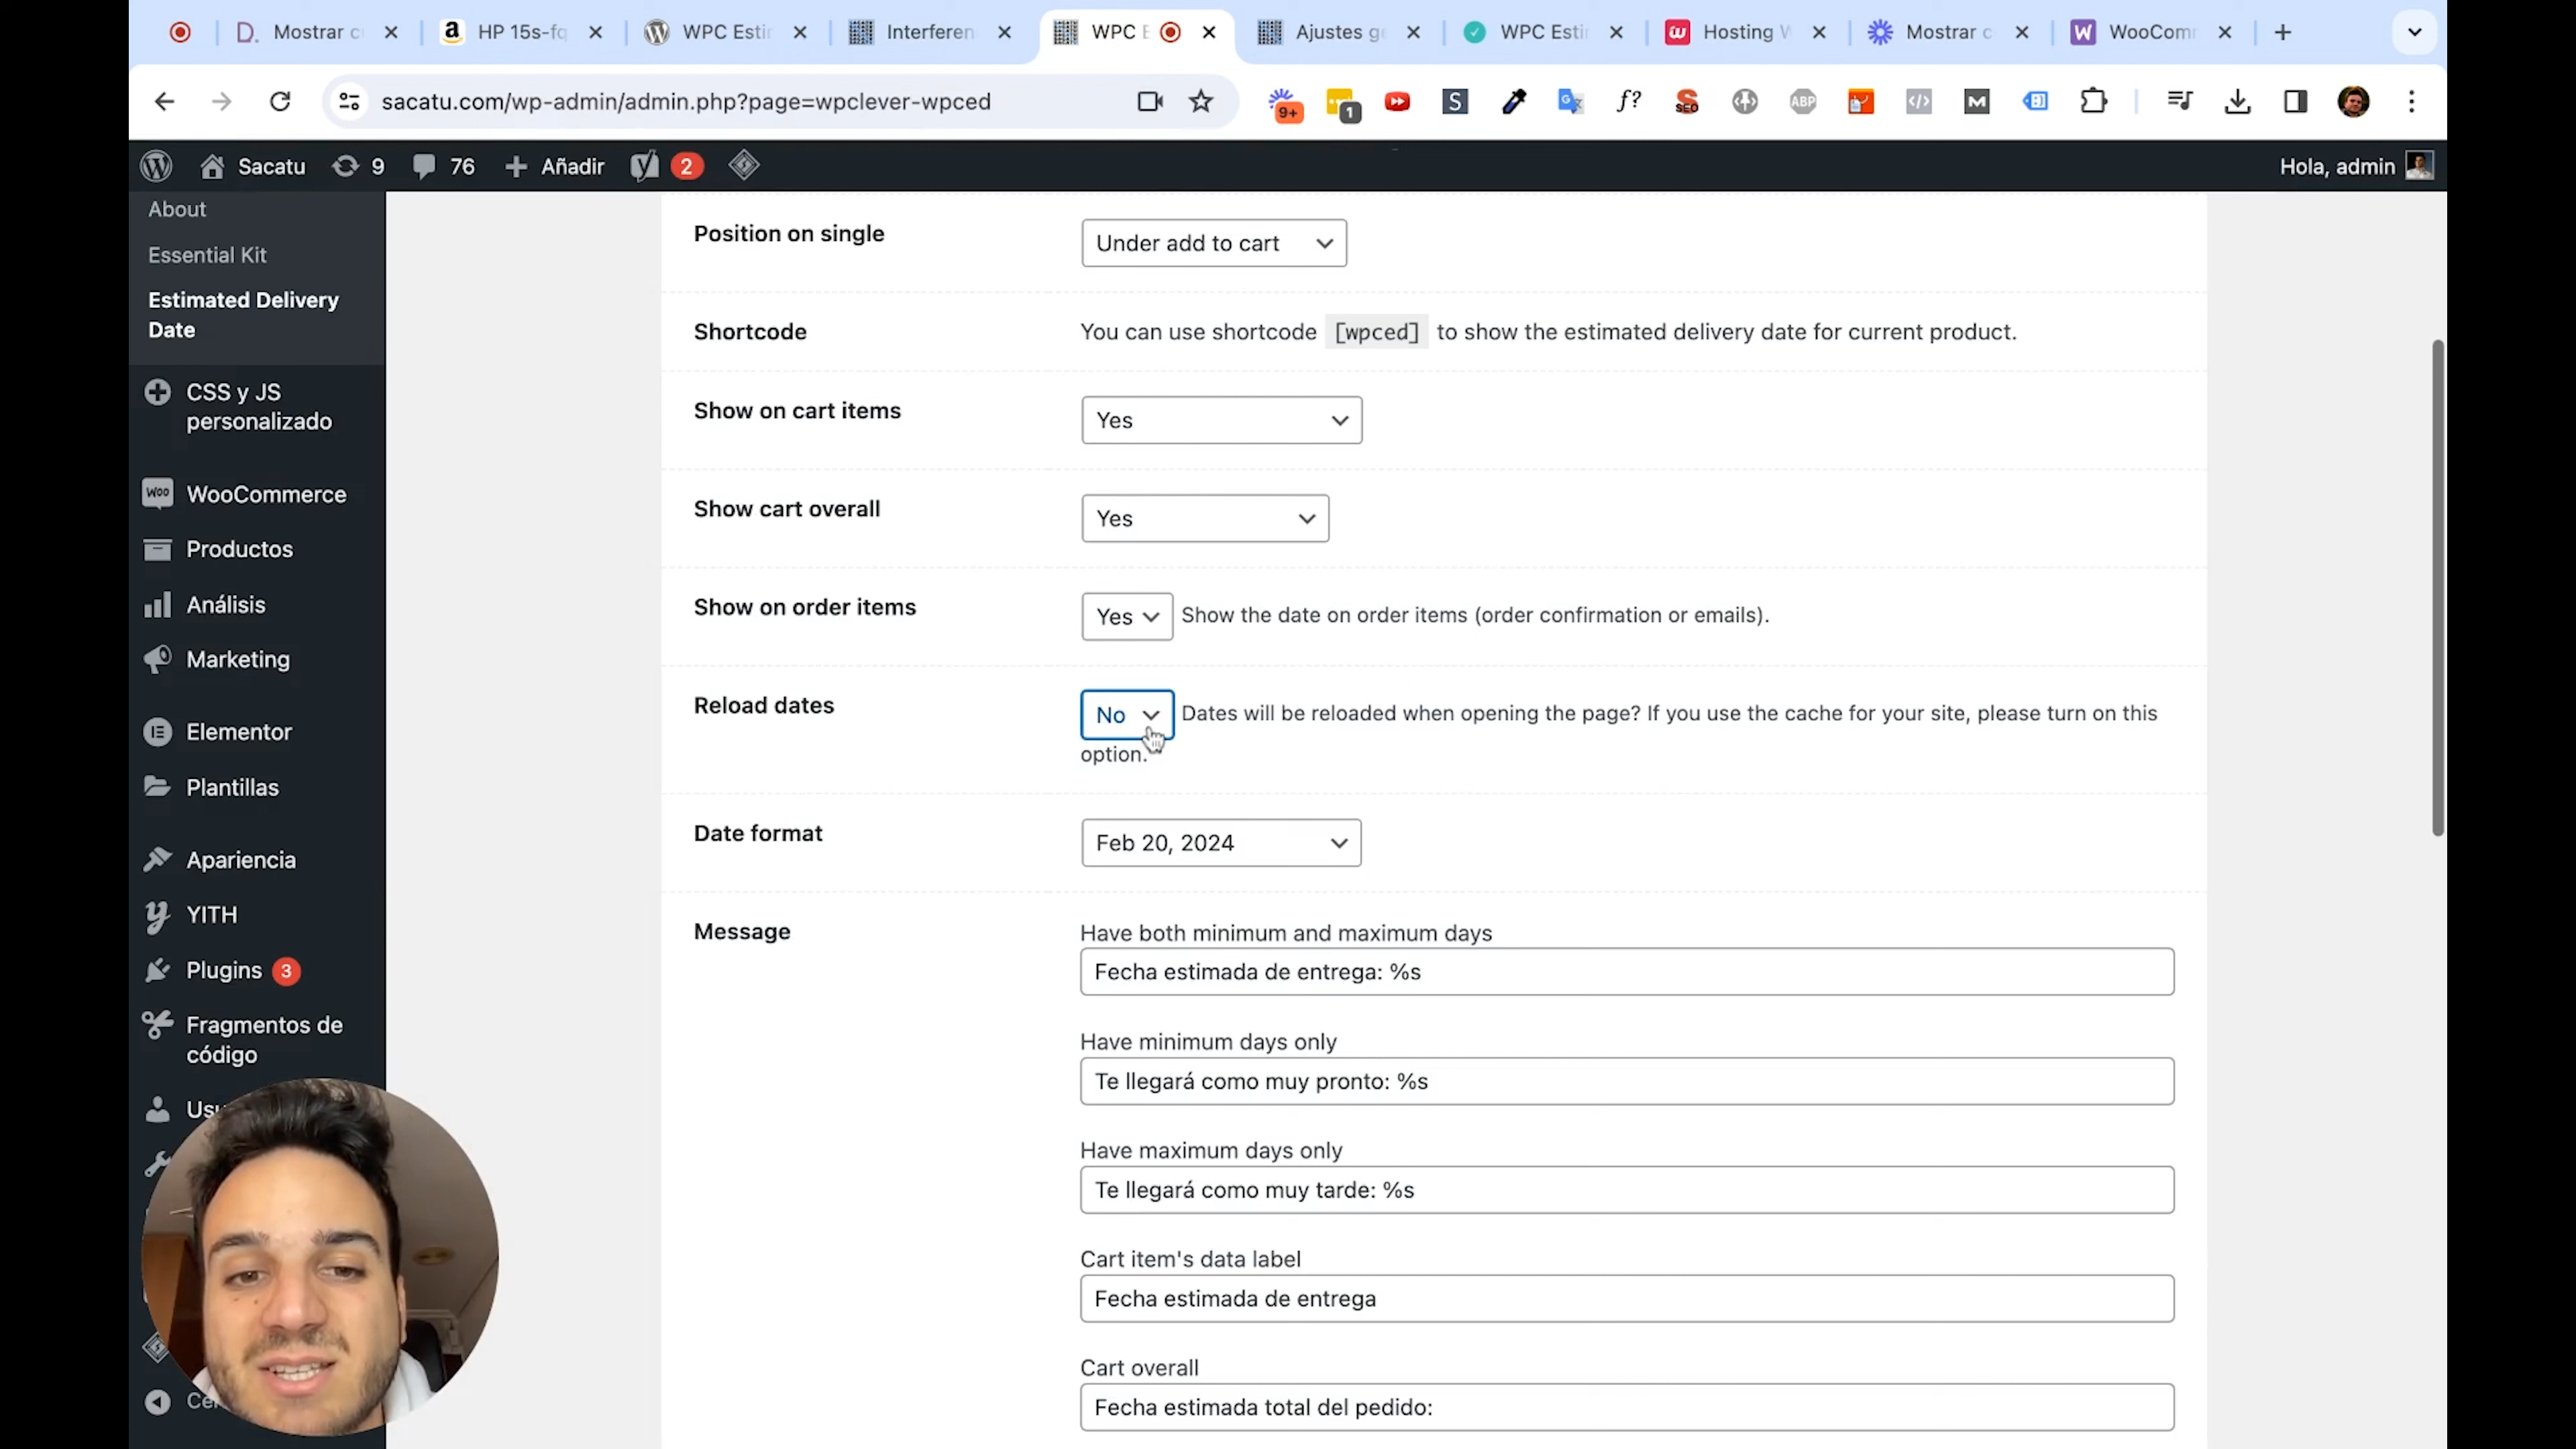 Mostrar c
HP 15s-fq
WPC Estir
Interferen
WPC E
Ajustes ge
WPC Estir
Hosting W
Mostrar c
WooComm
sacatu.com/wp-admin/admin.php?page=wpclever-wpced
9+
1
S
f?
SEO
ABP
M
Sacatu
9
76
Añadir
2
Hola, admin
About
Essential Kit
Estimated Delivery
Date
CSS y JS
personalizado
WooCommerce
Productos
Análisis
Marketing
Elementor
Plantillas
Apariencia
YITH
Plugins 3
Fragmentos de
código
Position on single
Under add to cart
Shortcode
You can use shortcode [wpced] to show the estimated delivery date for current product.
Show on cart items
Yes
Show cart overall
Yes
Show on order items
Yes Show the date on order items (order confirmation or emails).
Reload dates
No Dates will be reloaded when opening the page? If you use the cache for your site, please turn on this
option.
Date format
Feb 20, 2024
Message
Have both minimum and maximum days
Fecha estimada de entrega: %s
Have minimum days only
Te llegará como muy pronto: %s
Have maximum days only
Te llegará como muy tarde: %s
Cart item's data label
Fecha estimada de entrega
Cart overall
Fecha estimada total del pedido: